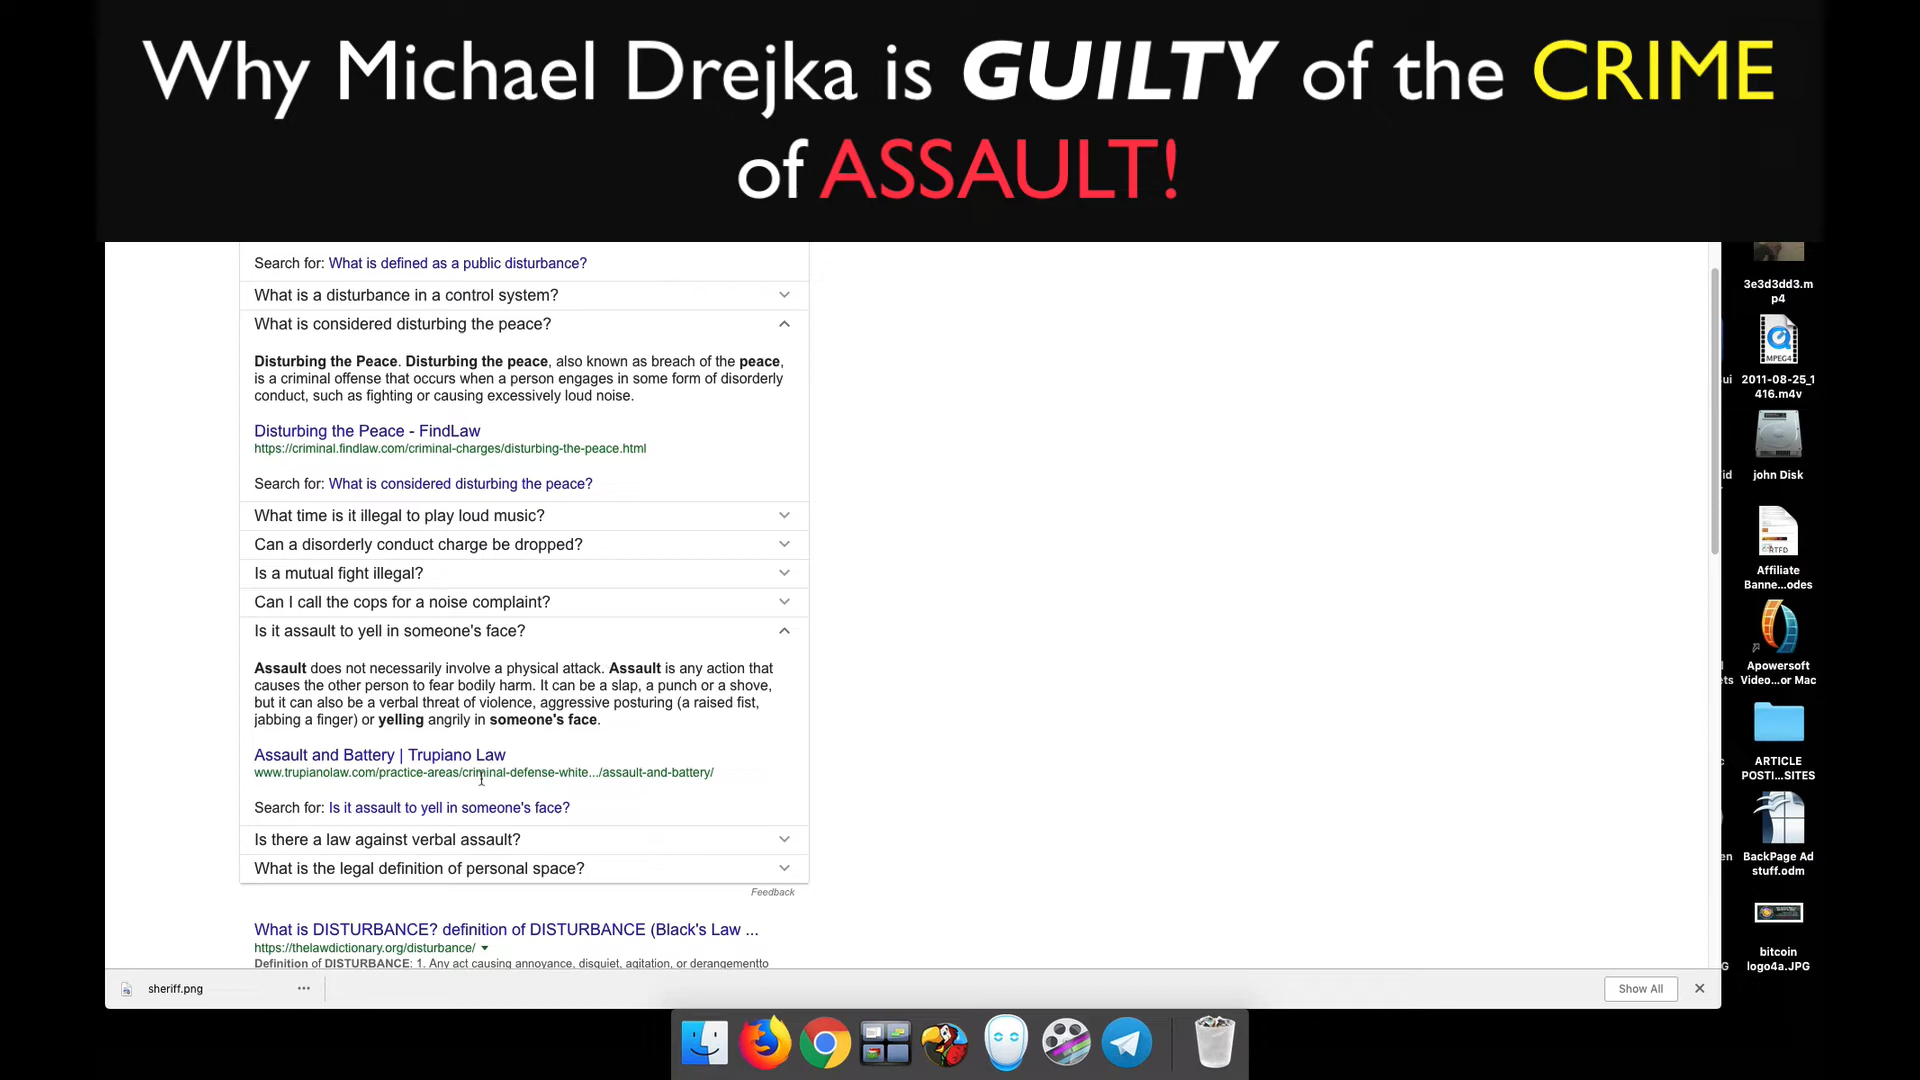 Why Michael Drejka is GUILTY of the CRIME
of ASSAULT!
Search for: What is defined as a public disturbance?
What is a disturbance in a control system?
What is considered disturbing the peace?
Disturbing the Peace. Disturbing the peace, also known as breach of the peace,
is a criminal offense that occurs when a person engages in some form of disorderly
conduct, such as fighting or causing excessively loud noise.
Disturbing the Peace - FindLaw
https://criminal.findlaw.com/criminal-charges/disturbing-the-peace.html
Search for: What is considered disturbing the peace?
What time is it illegal to play loud music?
Can a disorderly conduct charge be dropped?
Is a mutual fight illegal?
Can I call the cops for a noise complaint?
Is it assault to yell in someone's face?
Assault does not necessarily involve a physical attack. Assault is any action that
causes the other person to fear bodily harm. It can be a slap, a punch or a shove,
but it can also be a verbal threat of violence, aggressive posturing (a raised fist,
jabbing a finger) or yelling angrily in someone's face.
Assault and Battery | Trupiano Law
www.trupianolaw.com/practice-areas/criminal-defense-white.../assault-and-battery/
Search for: Is it assault to yell in someone's face?
Is there a law against verbal assault?
What is the legal definition of personal space?
Feedback
What is DISTURBANCE? definition of DISTURBANCE (Black's Law ...
https://thelawdictionary.org/disturbance/
Definition of DISTURBANCE: 1. Any act causing annoyance, disquiet, agitation, or derangementto
sheriff.png
Show All
3e3d3dd3.m
p4
MPEG4
2011-08-25_1
416.m4v
john Disk
RTFD
Affiliate
Banne...odes
Apowersoft
Video...or Mac
ARTICLE
POSTI...SITES
BackPage Ad
stuff.odm
bitcoin
logo4a.JPG